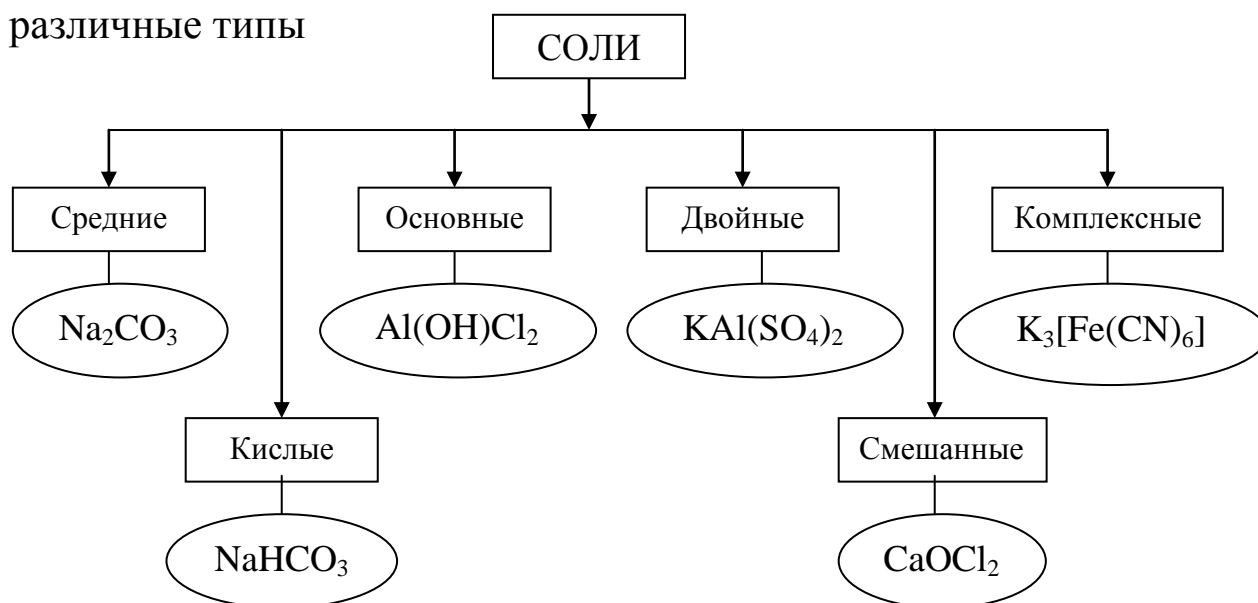 различные типы
СОЛИ
Средние
Основные
Двойные
Комплексные
Na₂CO₃
Al(OH)Cl₂
KAl(SO₄)₂
K₃[Fe(CN)₆]
Кислые
Смешанные
NaHCO₃
CaOCl₂